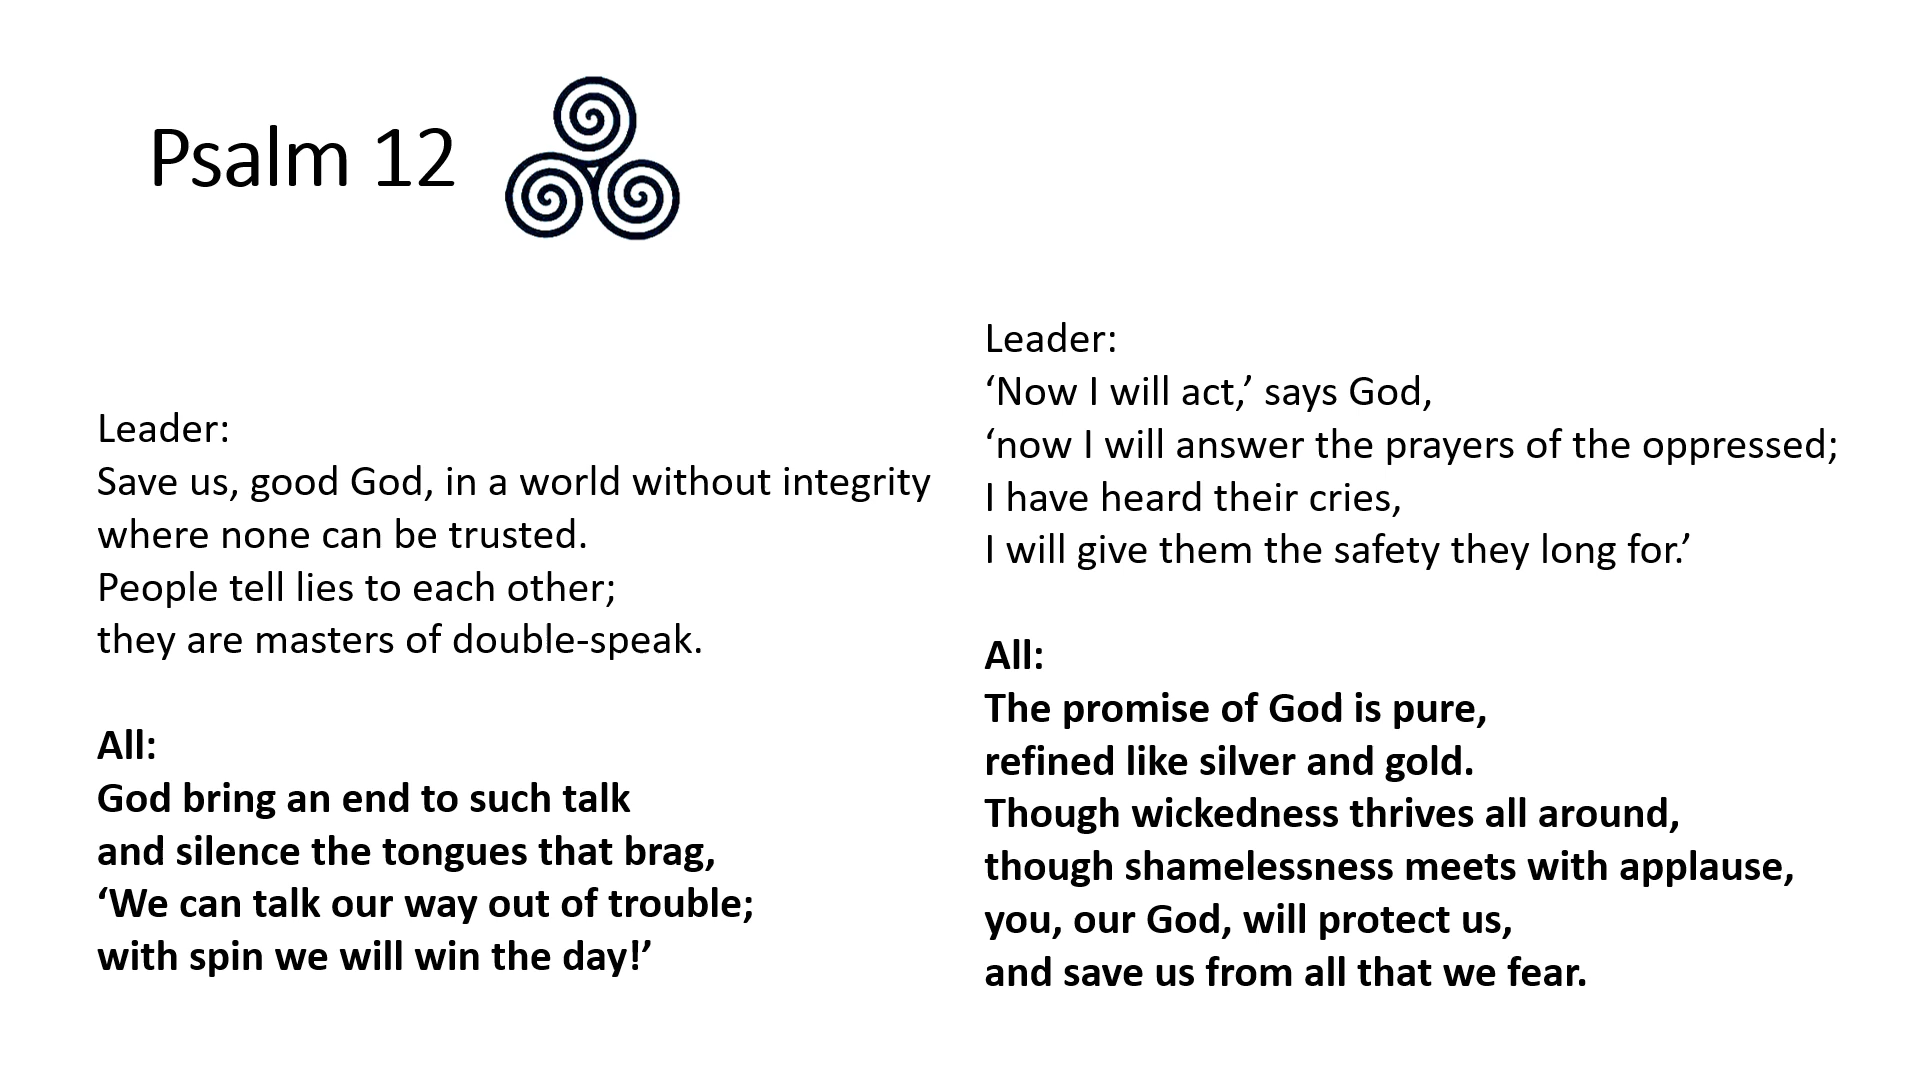 Psalm 12
Leader:
Save us, good God, in a world without integrity
where none can be trusted.
People tell lies to each other;
they are masters of double-speak.
All:
God bring an end to such talk
and silence the tongues that brag,
‘We can talk our way out of trouble;
with spin we will win the day!’
Leader:
‘Now I will act,’ says God,
‘now I will answer the prayers of the oppressed;
I have heard their cries,
I will give them the safety they long for.’
All:
The promise of God is pure,
refined like silver and gold.
Though wickedness thrives all around,
though shamelessness meets with applause,
you, our God, will protect us,
and save us from all that we fear.